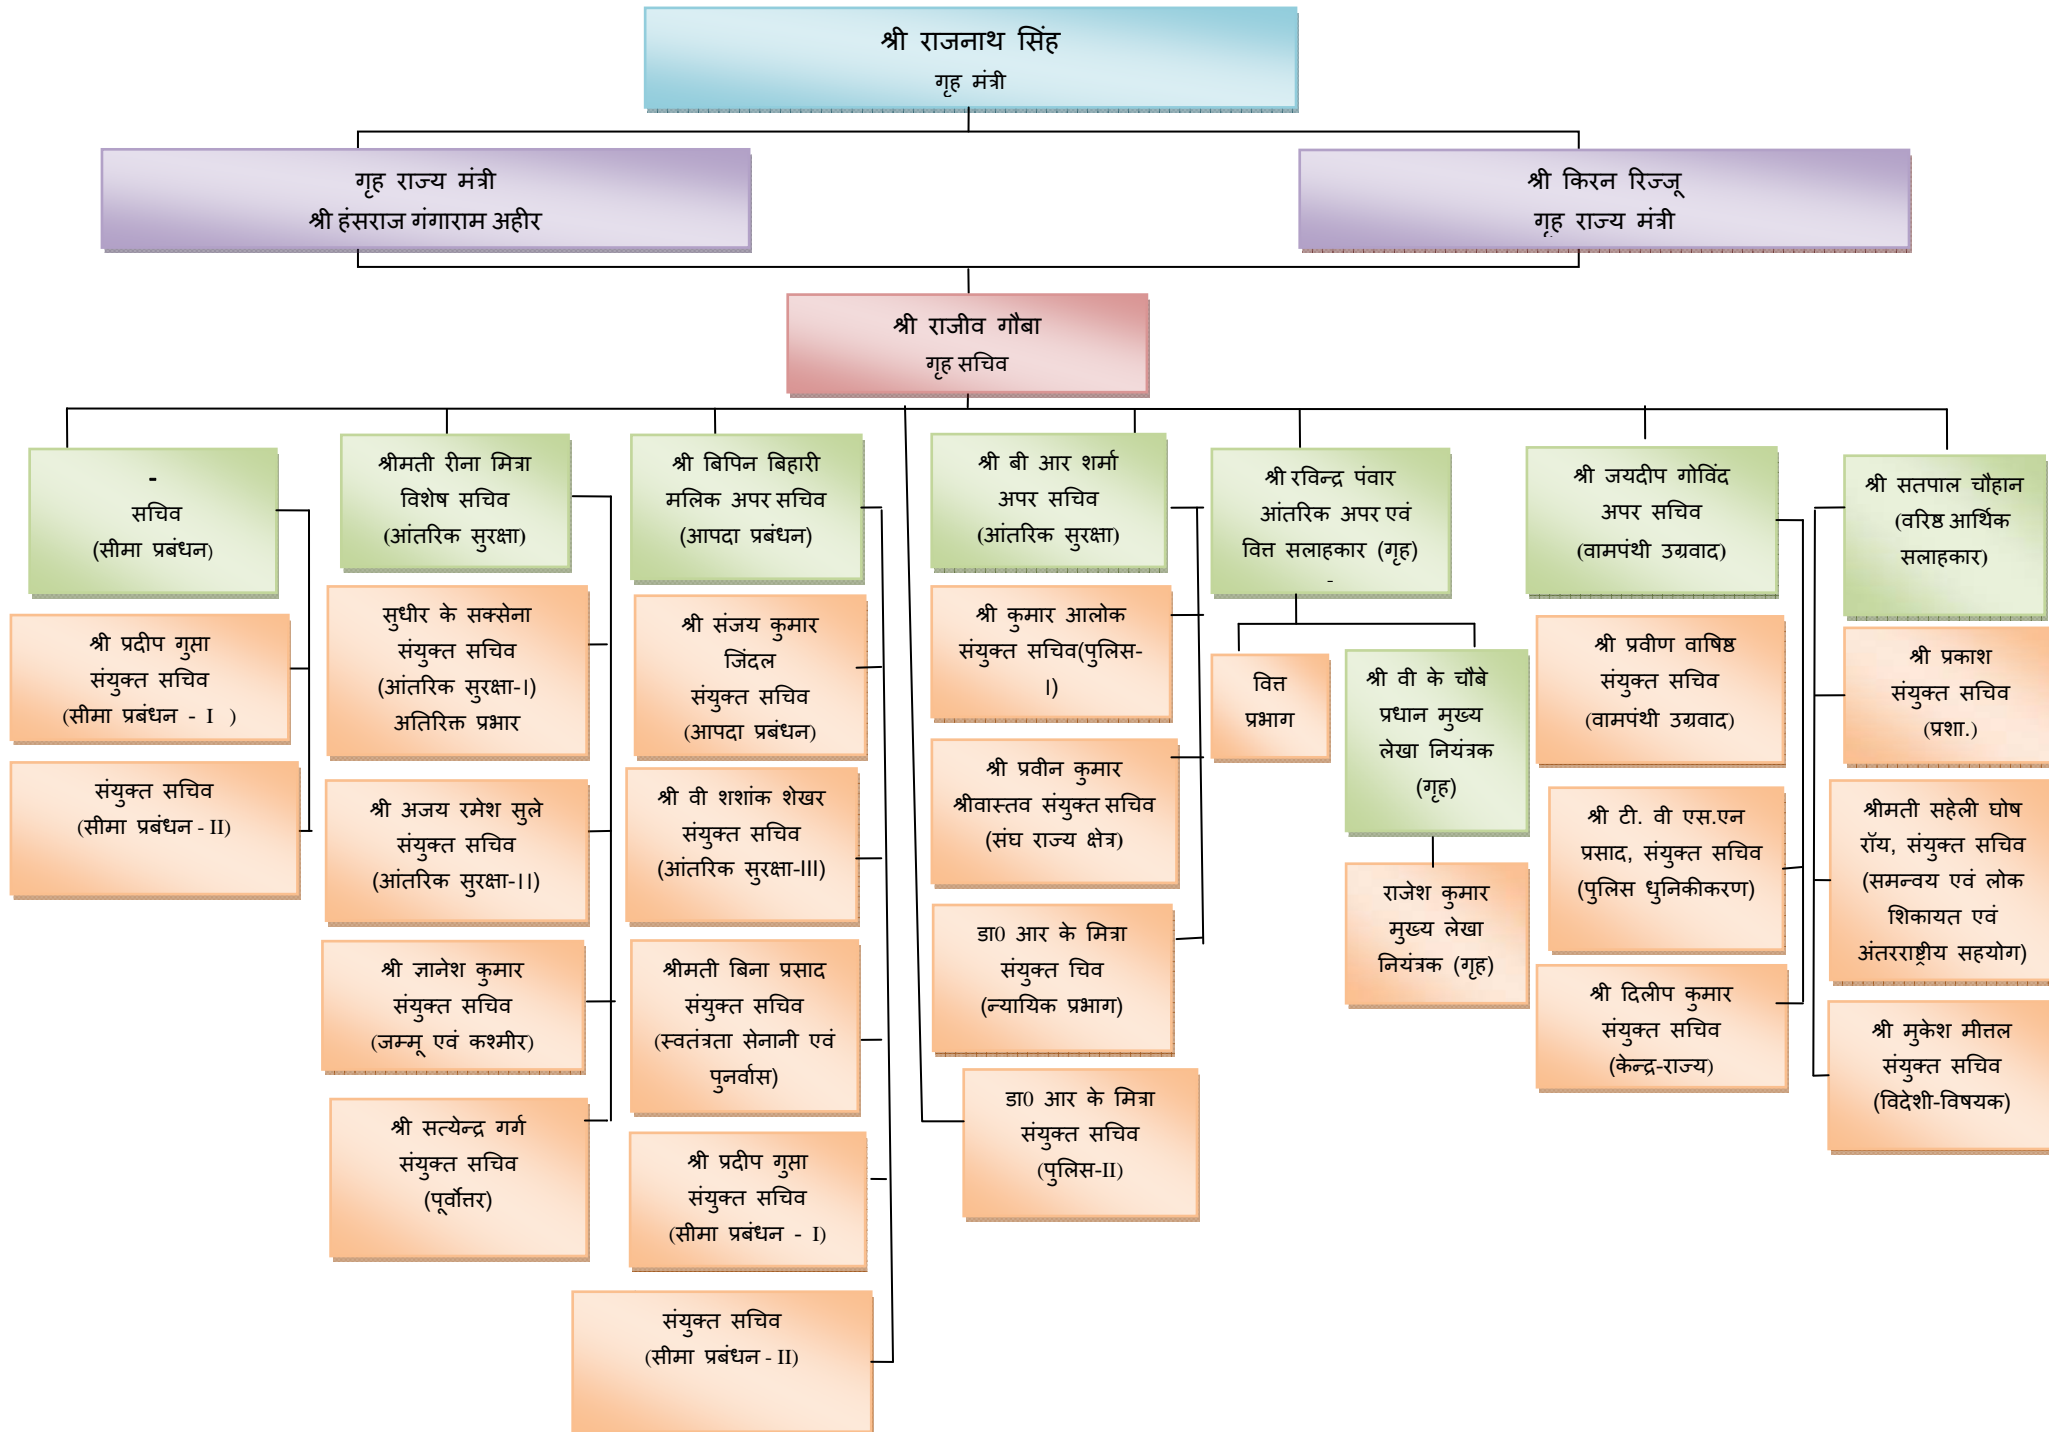 श्री राजनाथ सिंह
गृह मंत्री
गृह राज्य मंत्री
श्री हंसराज गंगाराम अहीर
श्री किरन रिज्जू
गृह राज्य मंत्री
श्री राजीव गौबा
गृह सचिव
-
सचिव
(सीमा प्रबंधन)
श्री प्रदीप गुप्ता
संयुक्त सचिव
(सीमा प्रबंधन - I )
संयुक्त सचिव
(सीमा प्रबंधन - II)
श्रीमती रीना मित्रा
विशेष सचिव
(आंतरिक सुरक्षा)
सुधीर के सक्सेना
संयुक्त सचिव
(आंतरिक सुरक्षा-।)
अतिरिक्त प्रभार
श्री अजय रमेश सुले
संयुक्त सचिव
(आंतरिक सुरक्षा-।।)
श्री ज्ञानेश कुमार
संयुक्त सचिव
(जम्मू एवं कश्मीर)
श्री सत्येन्द्र गर्ग
संयुक्त सचिव
(पूर्वोत्तर)
श्री बिपिन बिहारी
मलिक अपर सचिव
(आपदा प्रबंधन)
श्री संजय कुमार
जिंदल
संयुक्त सचिव
(आपदा प्रबंधन)
श्री वी शशांक शेखर
संयुक्त सचिव
(आंतरिक सुरक्षा-III)
श्रीमती बिना प्रसाद
संयुक्त सचिव
(स्वतंत्रता सेनानी एवं
पुनर्वास)
श्री प्रदीप गुप्ता
संयुक्त सचिव
(सीमा प्रबंधन - I)
संयुक्त सचिव
(सीमा प्रबंधन - II)
श्री बी आर शर्मा
अपर सचिव
(आंतरिक सुरक्षा)
श्री कुमार आलोक
संयुक्त सचिव(पुलिस-
।)
श्री प्रवीन कुमार
श्रीवास्तव संयुक्त सचिव
(संघ राज्य क्षेत्र)
डा0 आर के मित्रा
संयुक्त चिव
(न्यायिक प्रभाग)
डा0 आर के मित्रा
संयुक्त सचिव
(पुलिस-II)
श्री रविन्द्र पंवार
आंतरिक अपर एवं
वित्त सलाहकार (गृह)
-
वित्त
प्रभाग
श्री वी के चौबे
प्रधान मुख्य
लेखा नियंत्रक
(गृह)
राजेश कुमार
मुख्य लेखा
नियंत्रक (गृह)
श्री जयदीप गोविंद
अपर सचिव
(वामपंथी उग्रवाद)
श्री प्रवीण वाषिष्ठ
संयुक्त सचिव
(वामपंथी उग्रवाद)
श्री टी. वी एस.एन
प्रसाद, संयुक्त सचिव
(पुलिस धुनिकीकरण)
श्री दिलीप कुमार
संयुक्त सचिव
(केन्द्र-राज्य)
श्री सतपाल चौहान
(वरिष्ठ आर्थिक
सलाहकार)
श्री प्रकाश
संयुक्त सचिव
(प्रशा.)
श्रीमती सहेली घोष
रॉय, संयुक्त सचिव
(समन्वय एवं लोक
शिकायत एवं
अंतरराष्ट्रीय सहयोग)
श्री मुकेश मीत्तल
संयुक्त सचिव
(विदेशी-विषयक)